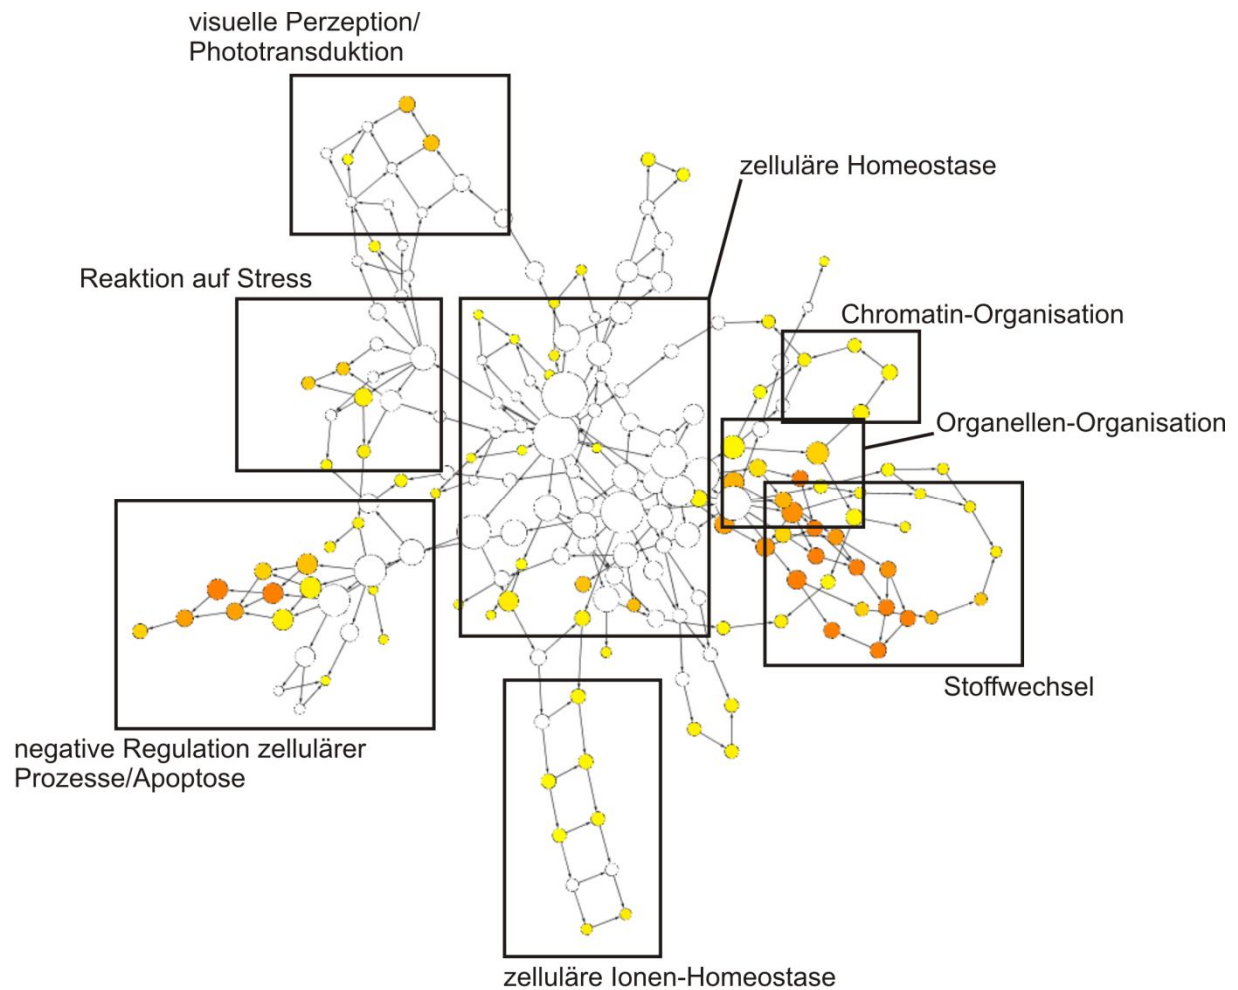 visuelle Perzeption/
Phototransduktion
zelluläre Homeostase
Reaktion auf Stress
Chromatin-Organisation
Organellen-Organisation
Stoffwechsel
negative Regulation zellulärer
Prozesse/Apoptose
zelluläre Ionen-Homeostase